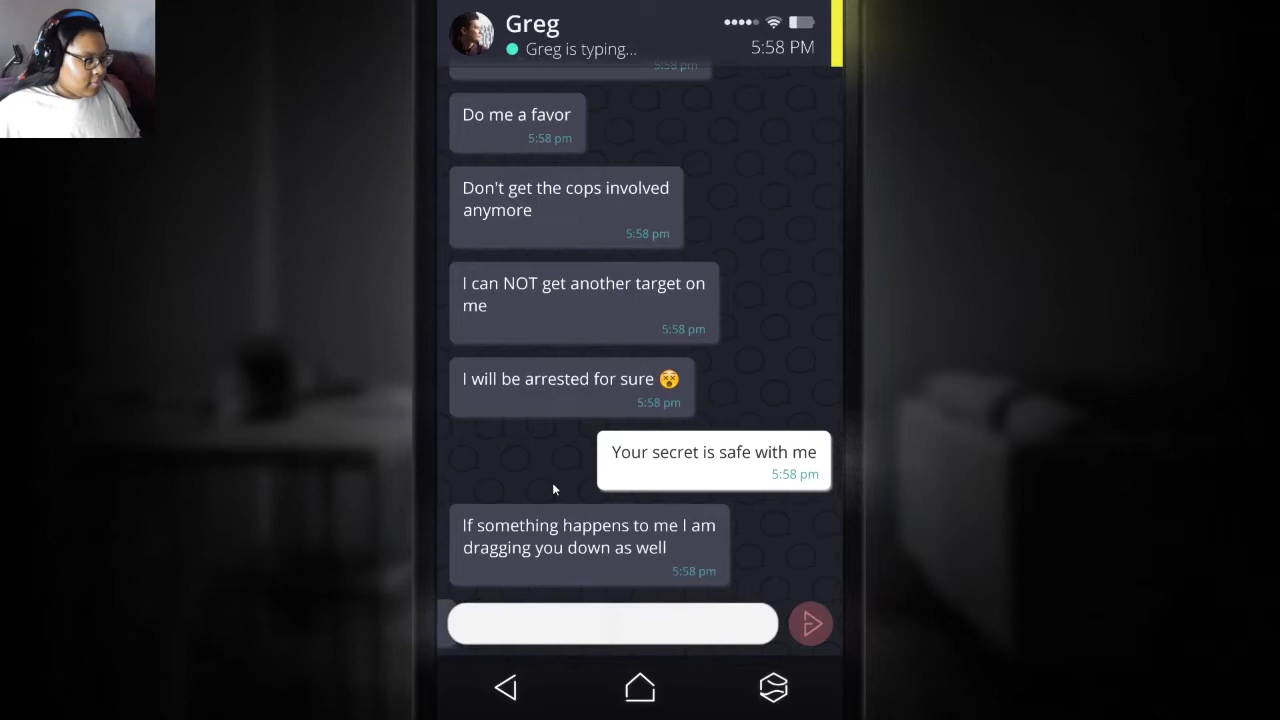 Greg
Greg is typing...
5:58 PM
5:58 pm
Do me a favor
5:58 pm
Don't get the cops involved
anymore
5:58 pm
I can NOT get another target on
me
5:58 pm
I will be arrested for sure 😵
5:58 pm
Your secret is safe with me
5:58 pm
If something happens to me I am
dragging you down as well
5:58 pm